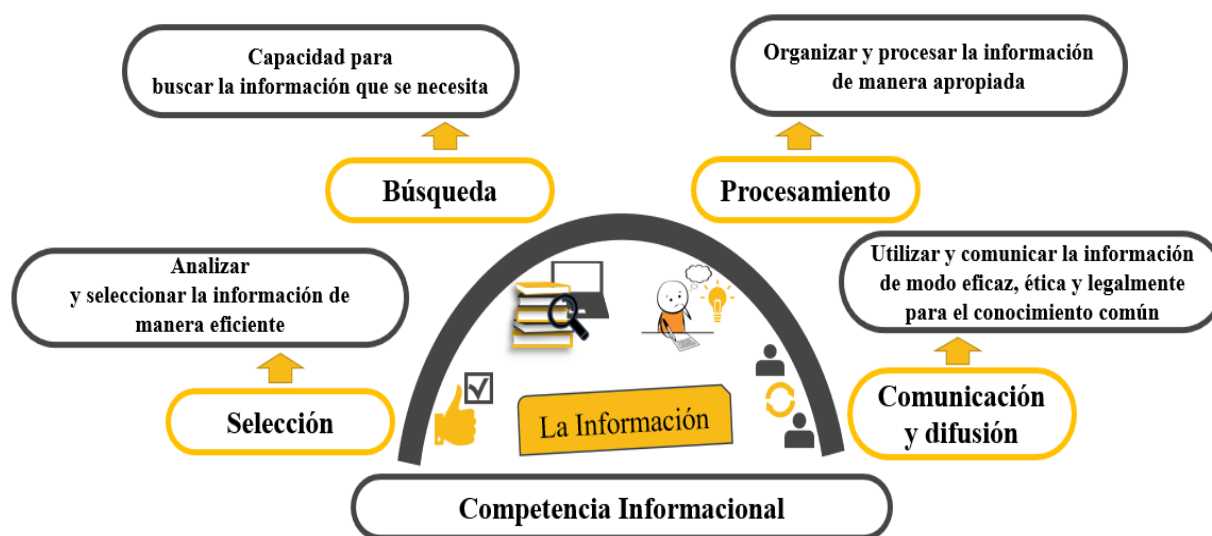 Capacidad para
buscar la información que se necesita
Organizar y procesar la información
de manera apropiada
Búsqueda
Procesamiento
Analizar
y seleccionar la información de
manera eficiente
Utilizar y comunicar la información
de modo eficaz, ética y legalmente
para el conocimiento común
Selección
La Información
Comunicación
y difusión
Competencia Informacional